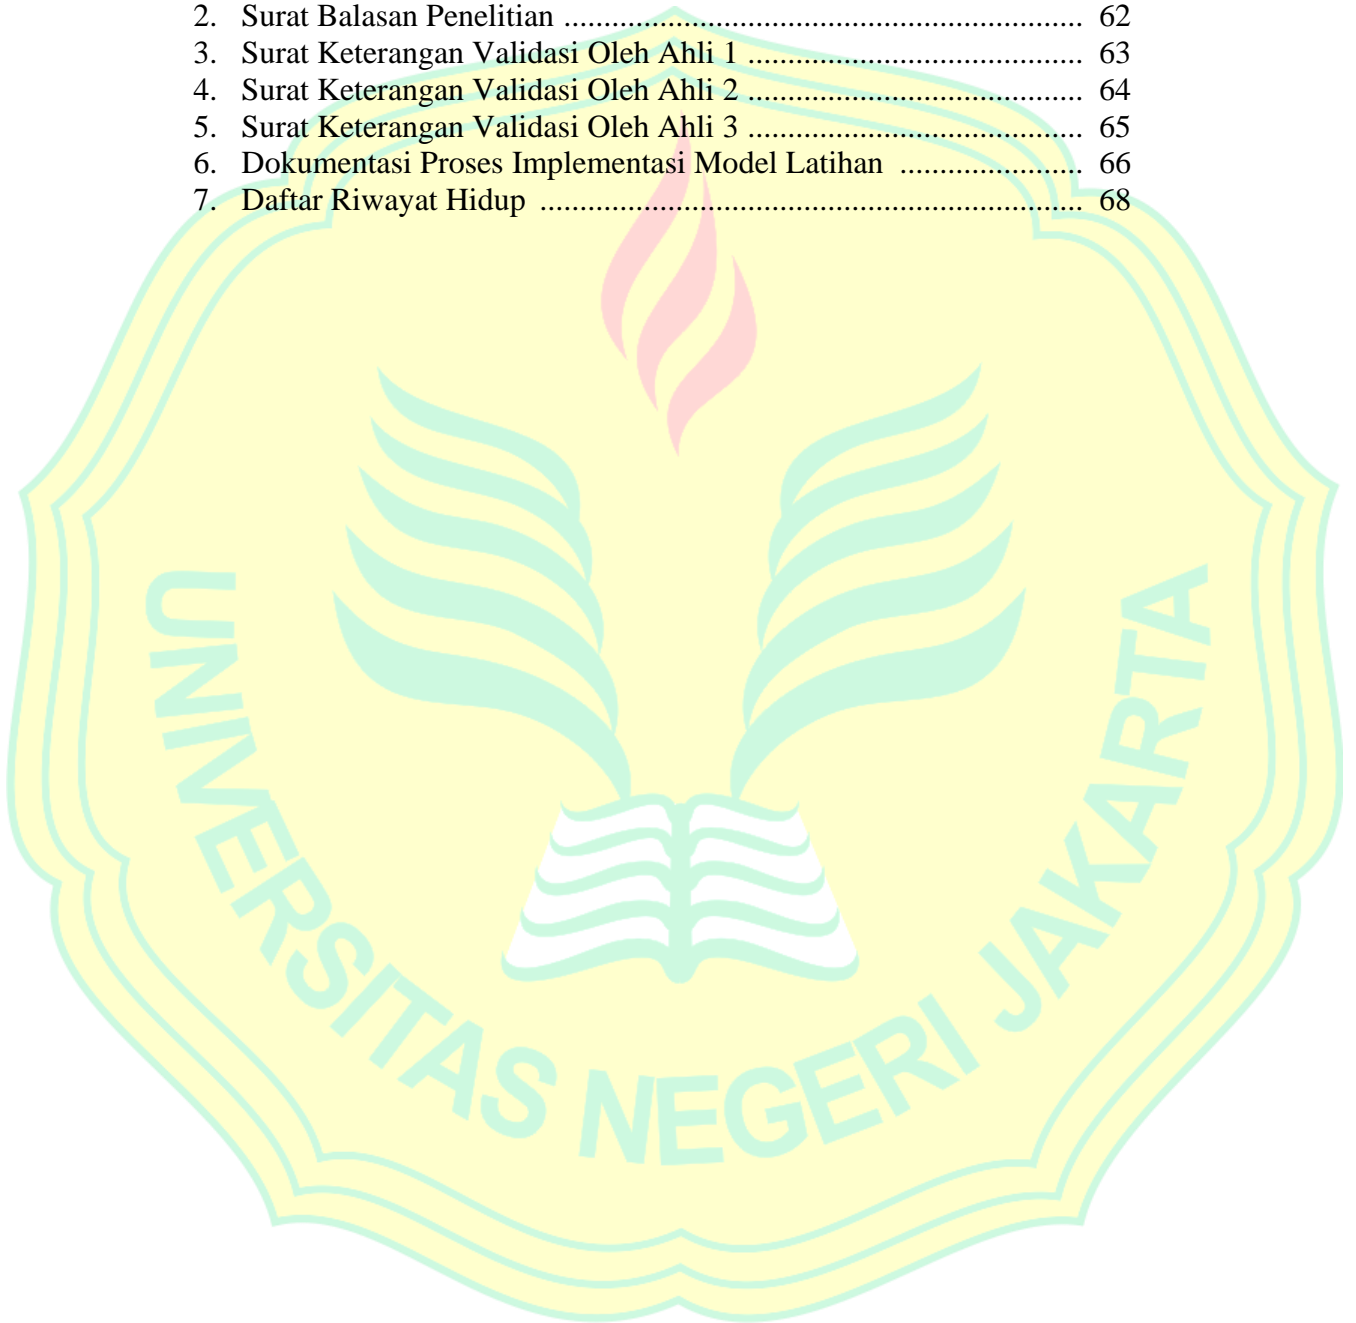 2. Surat Balasan Penelitian ................................................................. 62
3. Surat Keterangan Validasi Oleh Ahli 1 .......................................... 63
4. Surat Keterangan Validasi Oleh Ahli 2 .......................................... 64
5. Surat Keterangan Validasi Oleh Ahli 3 .......................................... 65
6. Dokumentasi Proses Implementasi Model Latihan ....................... 66
7. Daftar Riwayat Hidup .................................................................... 68
UNIVERSITAS NEGERI JAKARTA